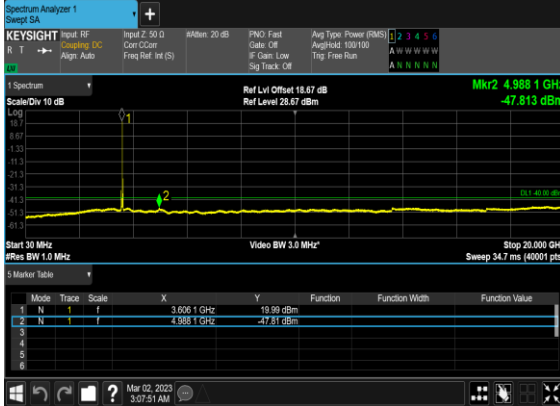 Spectrum Analyzer 1
Swept SA
+
KEYSIGHT
R T
LXI
Input: RF
Coupling: DC
Align: Auto
Input Z: 50 Ω
Corr CCorr
Freq Ref: Int (S)
#Atten: 20 dB
PNO: Fast
Gate: Off
IF Gain: Low
Sig Track: Off
Avg Type: Power (RMS)
Avg|Hold: 100/100
Trig: Free Run
1 2 3 4 5 6
A W W W W W
A N N N N N
1 Spectrum
Scale/Div 10 dB
Ref Lvl Offset 18.67 dB
Ref Level 28.67 dBm
Mkr2 4.988 1 GHz
-47.813 dBm
Log
18.7
8.67
-1.33
-11.3
-21.3
-31.3
-41.3
-51.3
-61.3
1
2
DL1 -40.00 dBm
Start 30 MHz
#Res BW 1.0 MHz
Video BW 3.0 MHz*
Stop 20.000 GH
Sweep 34.7 ms (40001 pts
5 Marker Table
Mode Trace Scale X Y Function Function Width Function Value
1 N 1 f 3.606 1 GHz 19.99 dBm
2 N 1 f 4.988 1 GHz -47.81 dBm
3
4
5
6
?
Mar 02, 2023
3:07:51 AM